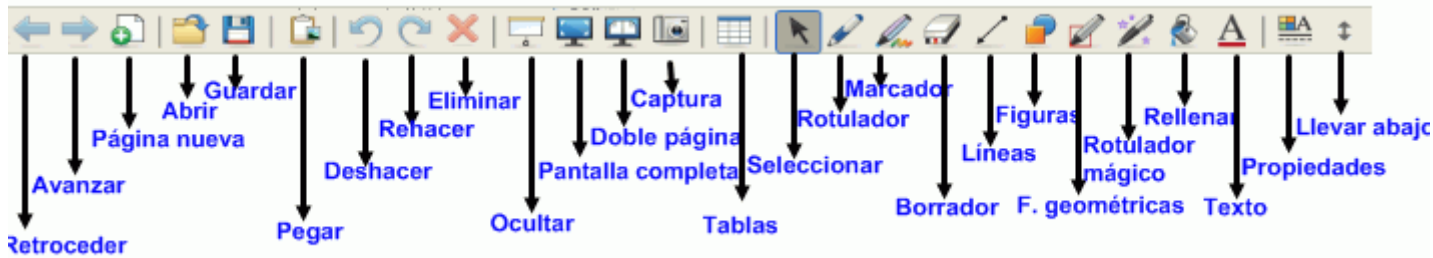 Guardar
Abrir
Página nueva
Avanzar
Retroceder
Pegar
Deshacer
Rehacer
Eliminar
Ocultar
Pantalla completa
Doble página
Captura
Tablas
Seleccionar
Rotulador
Marcador
Borrador
Líneas
Figuras
F. geométricas
Rotulador
mágico
Rellenar
Texto
Propiedades
Llevar abajo